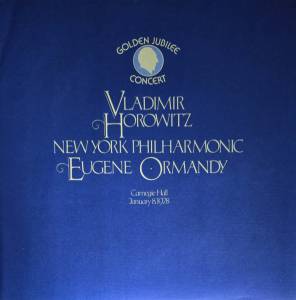 GOLDEN JUBILEE
CONCERT
VLADIMIR
HOROWITZ
NEW YORK PHILHARMONIC
EUGENE ORMANDY
Carnegie Hall
January 8, 1978